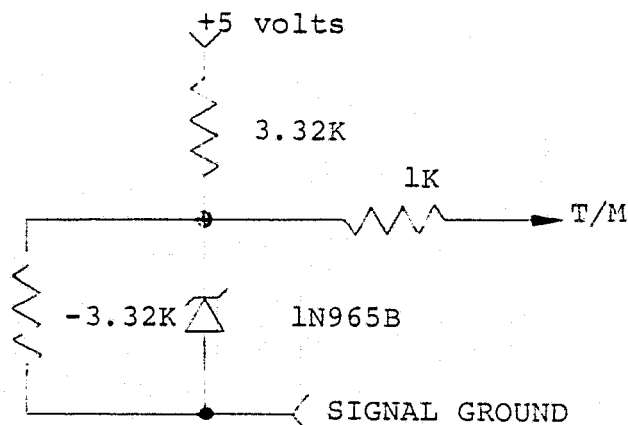 +5 volts
3.32K
1K
T/M
-3.32K
1N965B
SIGNAL GROUND